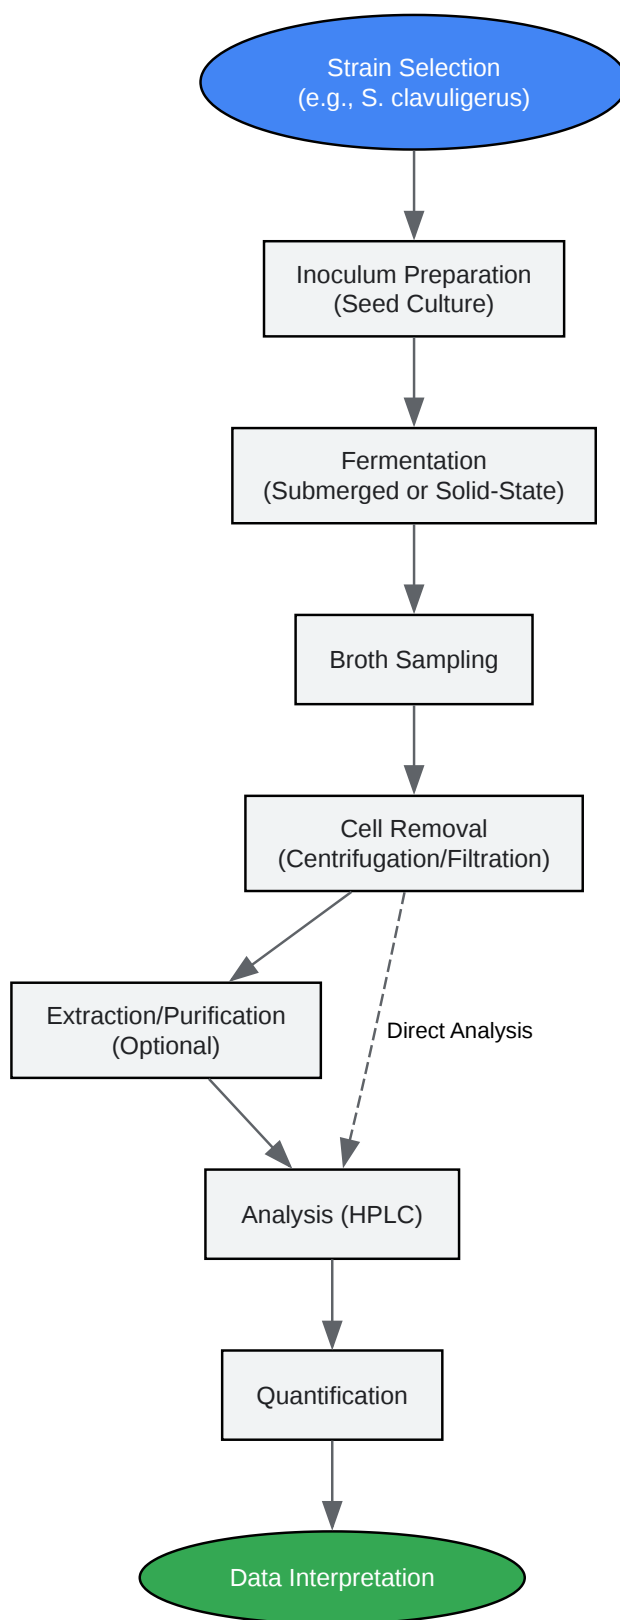 Strain Selection
(e.g., S. clavuligerus)
Inoculum Preparation
(Seed Culture)
Fermentation
(Submerged or Solid-State)
Broth Sampling
Cell Removal
(Centrifugation/Filtration)
Extraction/Purification
(Optional)
Direct Analysis
Analysis (HPLC)
Quantification
Data Interpretation